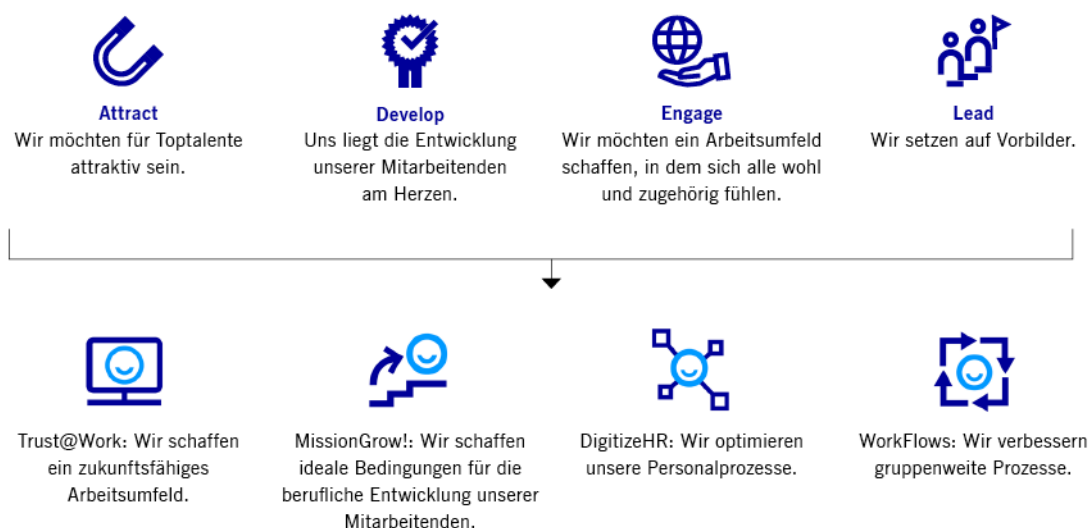 Attract
Wir möchten für Toptalente
attraktiv sein.
Develop
Uns liegt die Entwicklung
unserer Mitarbeitenden
am Herzen.
Engage
Wir möchten ein Arbeitsumfeld
schaffen, in dem sich alle wohl
und zugehörig fühlen.
Lead
Wir setzen auf Vorbilder.
Trust@Work: Wir schaffen
ein zukunftsfähiges
Arbeitsumfeld.
MissionGrow!: Wir schaffen
ideale Bedingungen für die
berufliche Entwicklung unserer
Mitarbeitenden.
DigitizeHR: Wir optimieren
unsere Personalprozesse.
WorkFlows: Wir verbessern
gruppenweite Prozesse.